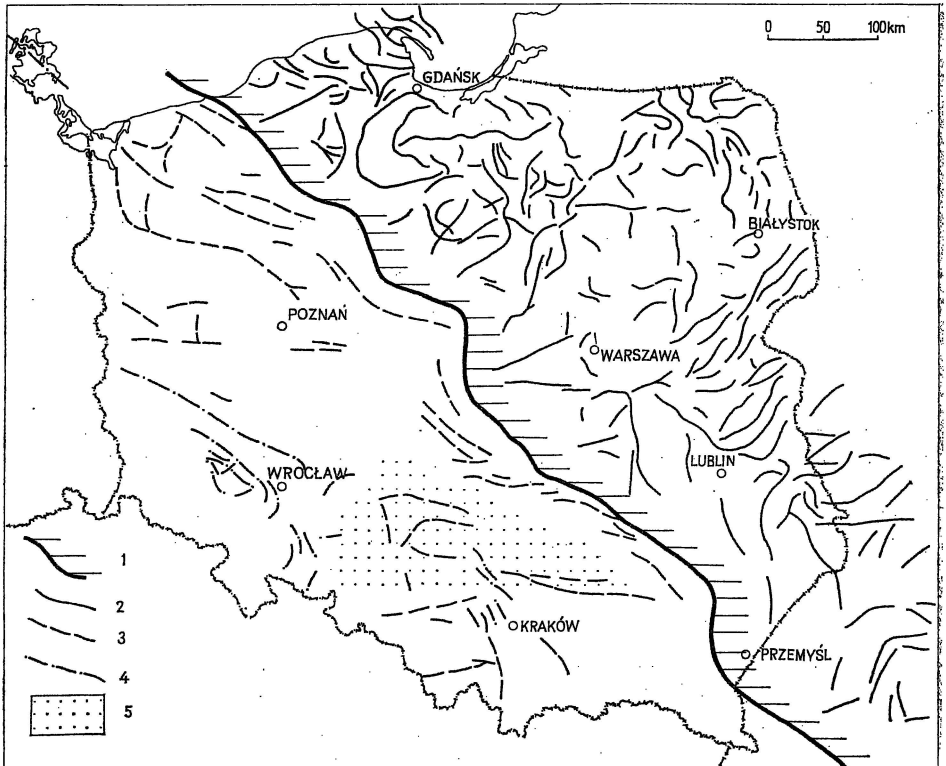 0 50 100km
GDAŃSK
BIAŁYSTOK
POZNAŃ
WARSZAWA
WROCŁAW
LUBLIN
1
2
3
4
5
KRAKÓW
PRZEMYŚL